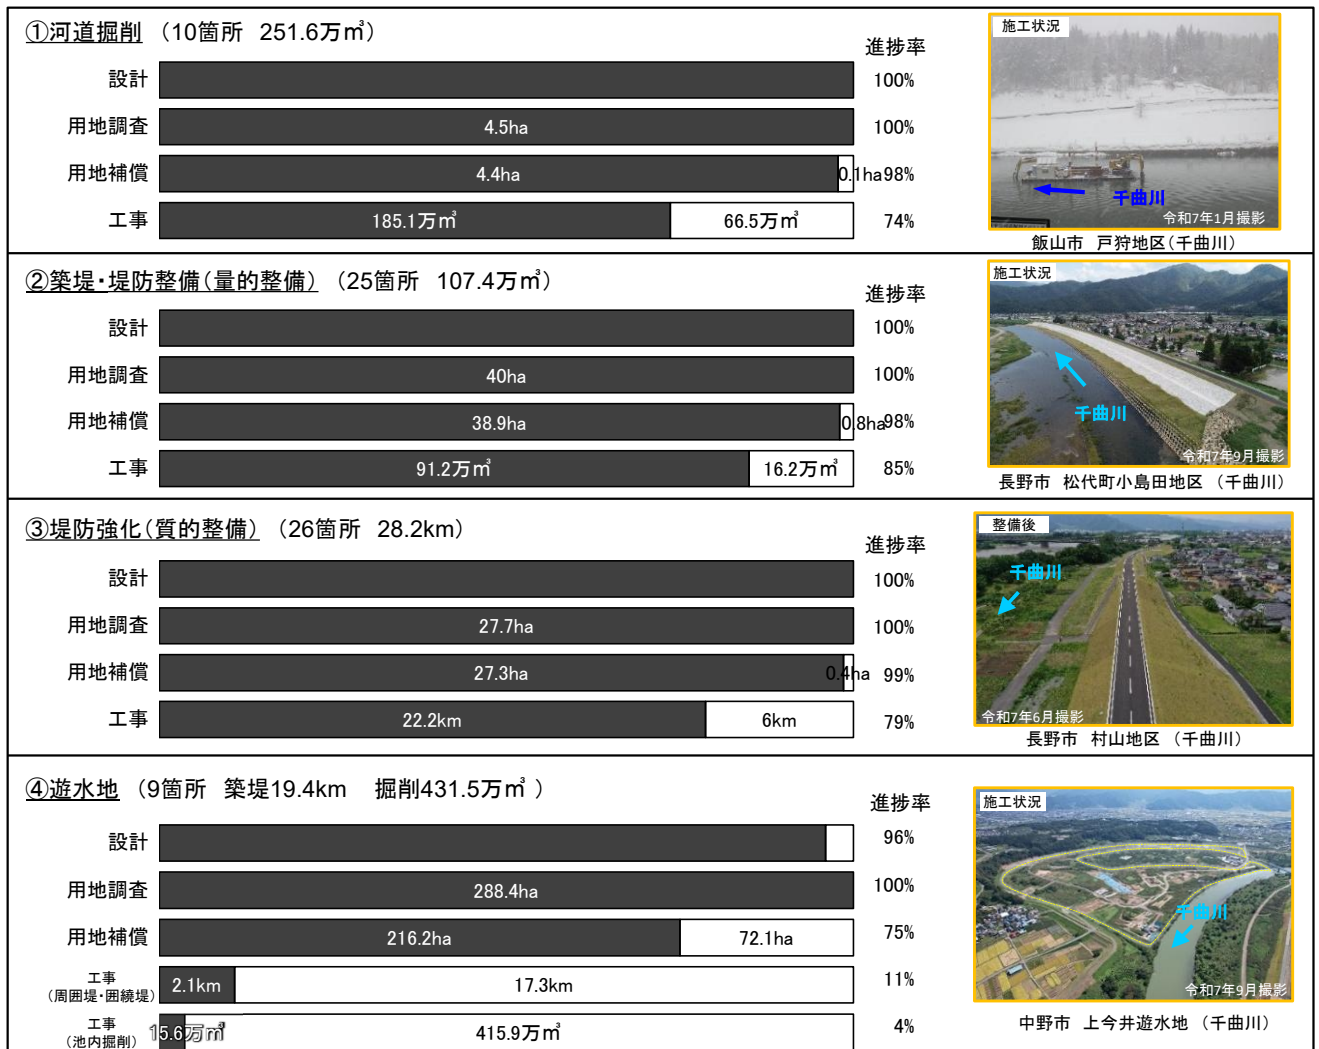 ①河道掘削 （10箇所 251.6万㎥）
進捗率
設計 100%
用地調査 4.5ha 100%
用地補償 4.4ha 0.1ha 98%
工事 185.1万㎥ 66.5万㎥ 74%
施工状況
千曲川
令和7年1月撮影
飯山市 戸狩地区（千曲川）
②築堤・堤防整備（量的整備） （25箇所 107.4万㎥）
進捗率
設計 100%
用地調査 40ha 100%
用地補償 38.9ha 0.8ha 98%
工事 91.2万㎥ 16.2万㎥ 85%
施工状況
千曲川
令和7年9月撮影
長野市 松代町小島田地区 （千曲川）
③堤防強化（質的整備） （26箇所 28.2km）
進捗率
設計 100%
用地調査 27.7ha 100%
用地補償 27.3ha 0.4ha 99%
工事 22.2km 6km 79%
整備後
千曲川
令和7年6月撮影
長野市 村山地区 （千曲川）
④遊水地 （9箇所 築堤19.4km 掘削431.5万㎥ ）
進捗率
設計 96%
用地調査 288.4ha 100%
用地補償 216.2ha 72.1ha 75%
工事
（周囲堤・囲繞堤） 2.1km 17.3km 11%
工事
（池内掘削） 15.6万㎥ 415.9万㎥ 4%
施工状況
千曲川
令和7年9月撮影
中野市 上今井遊水地 （千曲川）